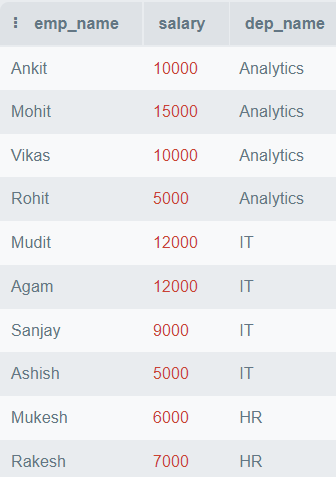 emp_name salary dep_name
Ankit 10000 Analytics
Mohit 15000 Analytics
Vikas 10000 Analytics
Rohit 5000 Analytics
Mudit 12000 IT
Agam 12000 IT
Sanjay 9000 IT
Ashish 5000 IT
Mukesh 6000 HR
Rakesh 7000 HR